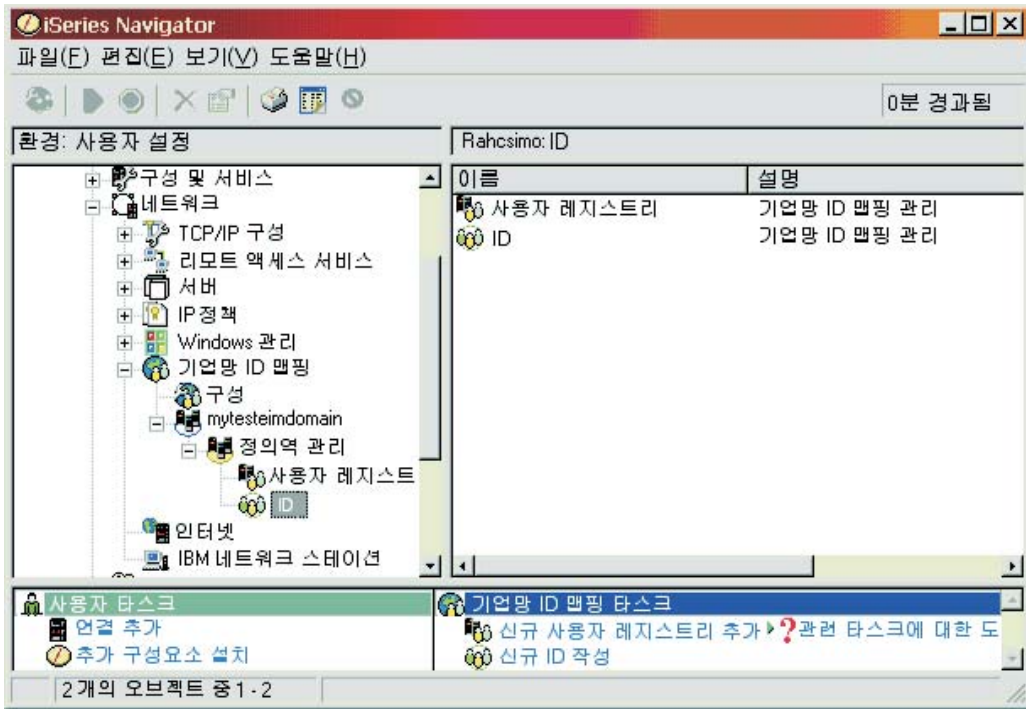 iSeries Navigator
파일(F) 편집(E) 보기(V) 도움말(H)
0분 경과됨
환경: 사용자 설정
Rahcsimo: ID
구성 및 서비스
네트워크
TCP/IP 구성
리모트 액세스 서비스
서버
IP정책
Windows 관리
기업망 ID 맵핑
구성
mytesteimdomain
정의역 관리
사용자 레지스트
ID
인터넷
IBM 네트워크 스테이션
이름 설명
사용자 레지스트리 기업망 ID 맵핑 관리
ID 기업망 ID 맵핑 관리
사용자 타스크
연결 추가
추가 구성요소 설치
기업망 ID 맵핑 타스크
신규 사용자 레지스트리 추가 ?관련 타스크에 대한 도
신규 ID 작성
2개의 오브젝트 중1-2